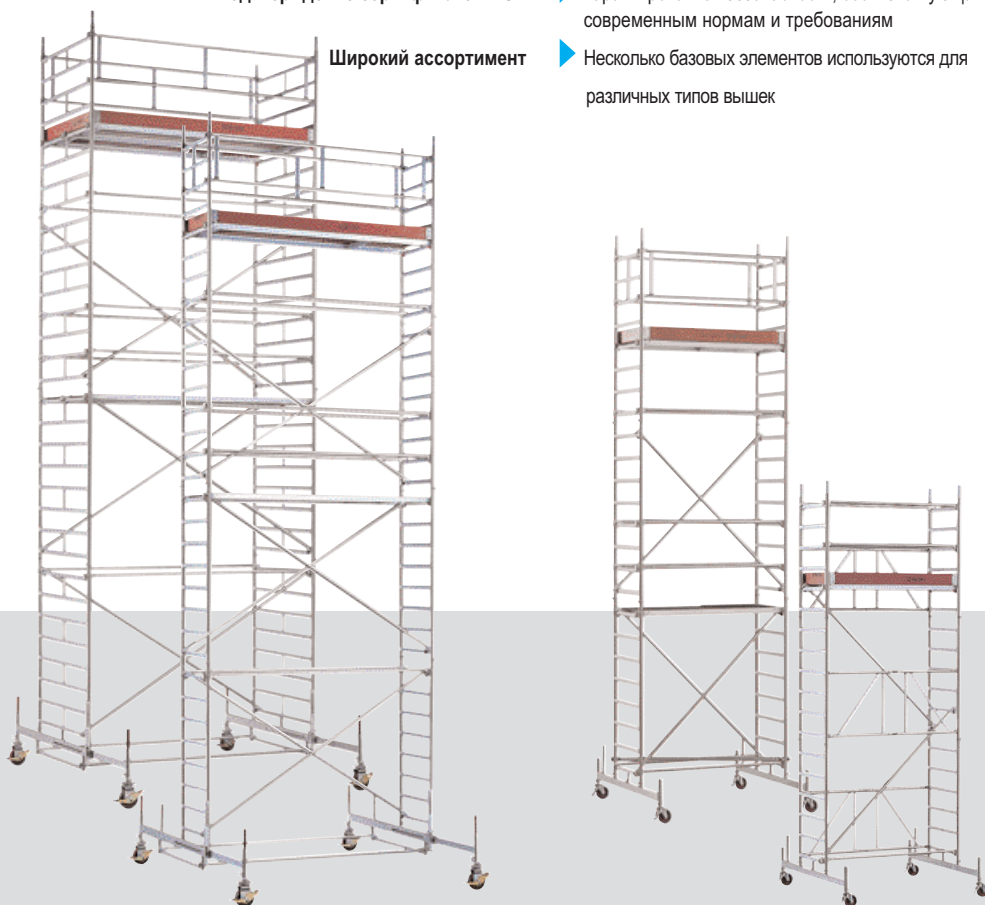 современным нормам и требованиям
Широкий ассортимент
Несколько базовых элементов используются для
различных типов вышек